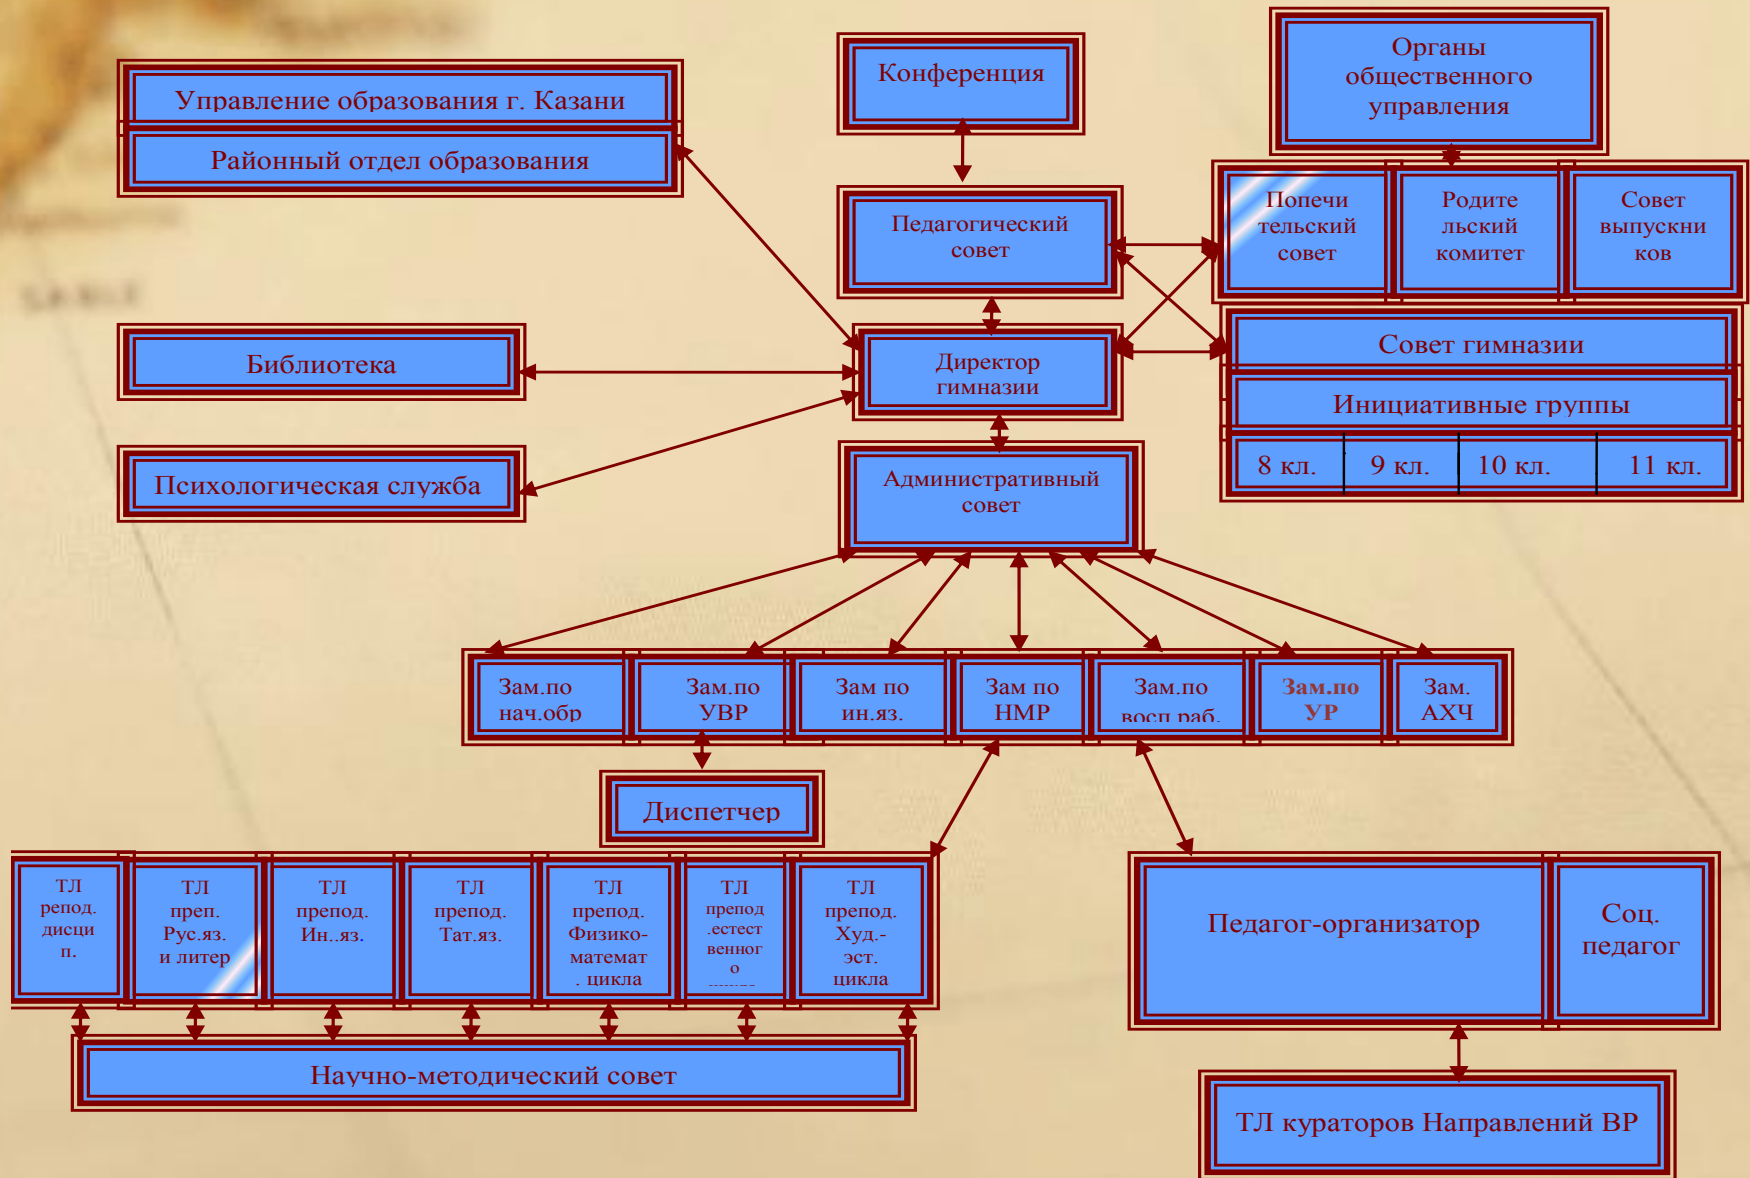 Конференция
Органы
общественного
управления
Управление образования г. Казани
Районный отдел образования
Педагогический
совет
Попечи
тельский
совет
Родите
льский
комитет
Совет
выпускни
ков
Библиотека
Директор
гимназии
Совет гимназии
Инициативные группы
8 кл.
9 кл.
10 кл.
11 кл.
Психологическая служба
Административный
совет
Зам.по
нач.обр
Зам.по
УВР
Зам по
ин.яз.
Зам по
НМР
Зам.по
восп раб.
Зам.по
УР
Зам.
АХЧ
Диспетчер
ТЛ
репод.
дисци
п.
ТЛ
преп.
Рус.яз.
и литер
ТЛ
препод.
Ин..яз.
ТЛ
препод.
Тат.яз.
ТЛ
препод.
Физико-
математ
. цикла
ТЛ
препод
.естест
венног
о
ТЛ
препод.
Худ.-
эст.
цикла
Педагог-организатор
Соц.
педагог
Научно-методический совет
ТЛ кураторов Направлений ВР